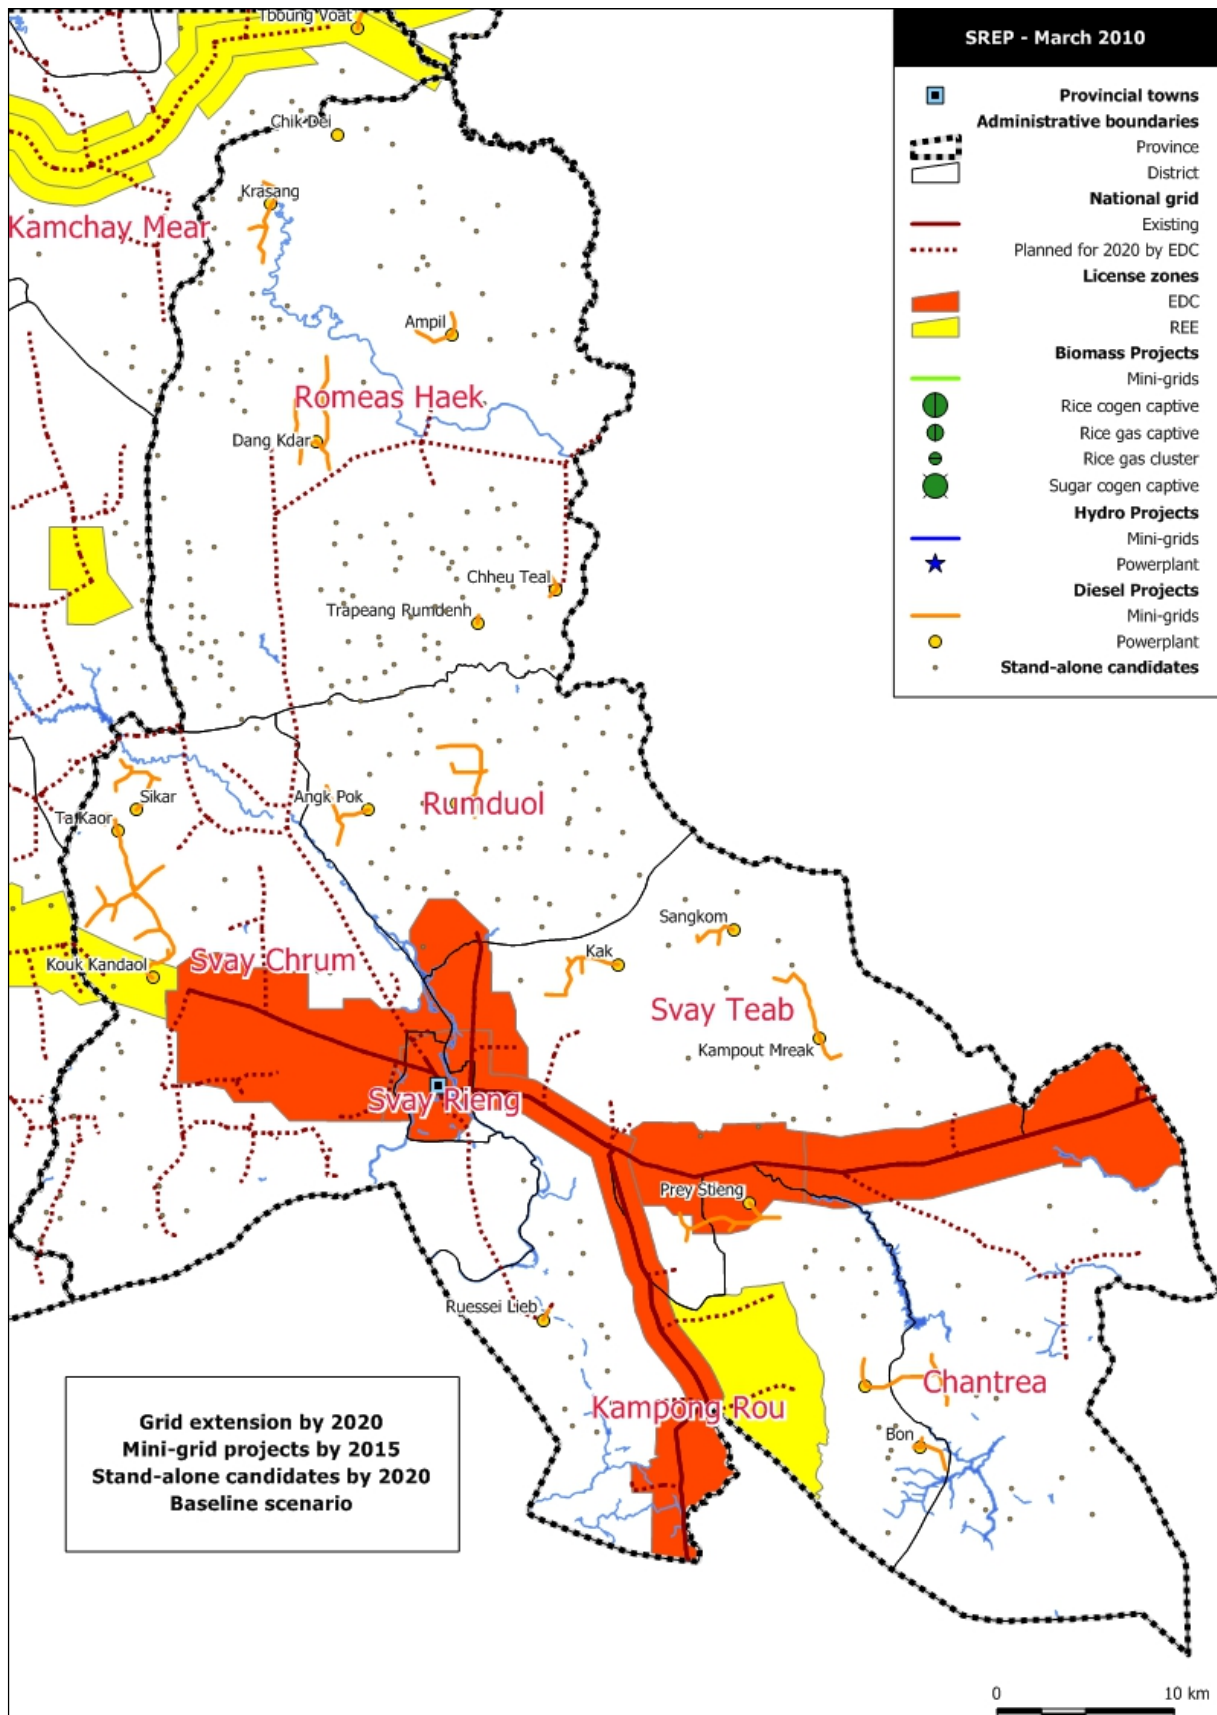 Tboung Voat
SREP - March 2010
Provincial towns
Administrative boundaries
Province
District
National grid
Existing
Planned for 2020 by EDC
License zones
EDC
REE
Biomass Projects
Mini-grids
Rice cogen captive
Rice gas captive
Rice gas cluster
Sugar cogen captive
Hydro Projects
Mini-grids
Powerplant
Diesel Projects
Mini-grids
Powerplant
Stand-alone candidates
Chik Dei
Krasang
Kamchay Mear
Ampil
Romeas Haek
Dang Kdar
Chheu Teal
Trapeang Rumdenh
Sikar
Angk Pok
Rumduol
Ta Kaor
Sangkom
Kak
Svay Chrum
Kouk Kandaol
Svay Teab
Kampout Mreak
Svay Rieng
Prey Stieng
Ruessei Lieb
Chantrea
Kampong Rou
Bon
Grid extension by 2020
Mini-grid projects by 2015
Stand-alone candidates by 2020
Baseline scenario
0 10 km